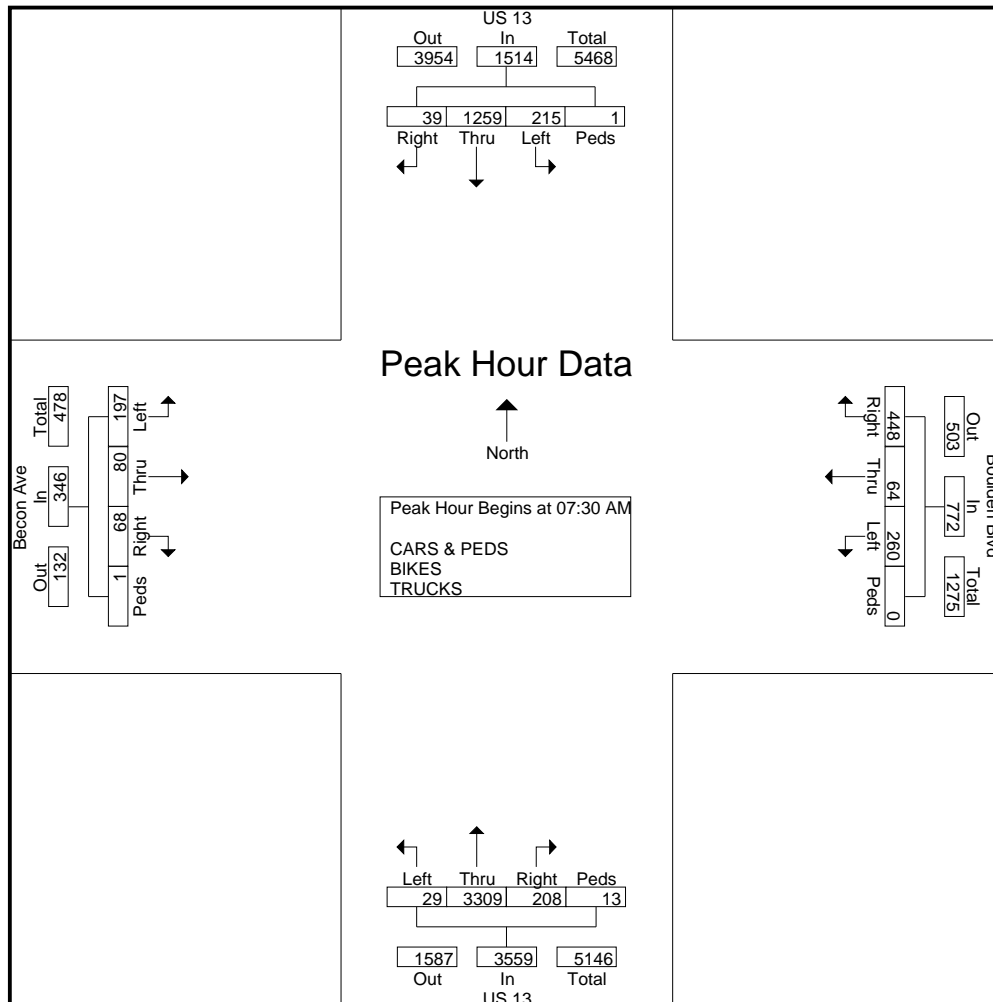 US 13
Out In Total
3954 1514 5468
39 1259 215 1
Right Thru Left Peds
Peak Hour Data
North
Peak Hour Begins at 07:30 AM
CARS & PEDS
BIKES
TRUCKS
Becon Ave
Out In Total
132 346 478
197 80 68 1
Left Thru Right Peds
Right Thru Left Peds
448 64 260 0
Out In Total
503 772 1275
Boulden Blvd
Left Thru Right Peds
29 3309 208 13
1587 3559 5146
Out In Total
US 13